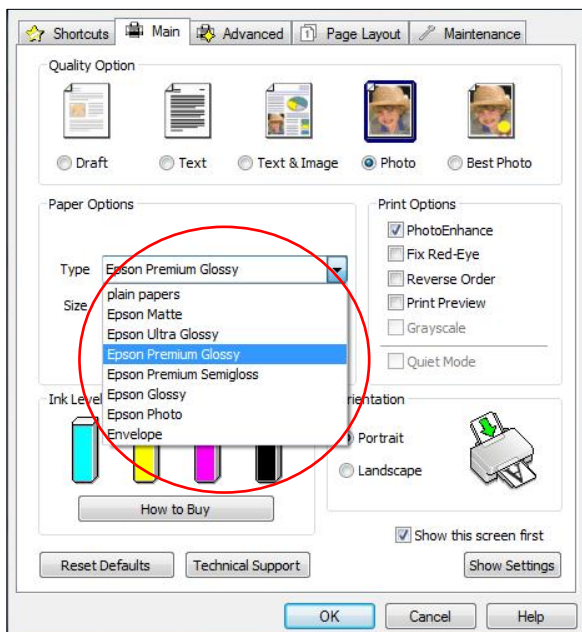 Shortcuts Main Advanced Page Layout Maintenance
Quality Option
Draft Text Text & Image Photo Best Photo
Paper Options
Print Options
PhotoEnhance
Fix Red-Eye
Type Epson Premium Glossy
Reverse Order
Size plain papers
Print Preview
Epson Matte
Grayscale
Epson Ultra Glossy
Epson Premium Glossy
Quiet Mode
Epson Premium Semigloss
Epson Glossy
Ink Level
Epson Photo
Envelope
Portrait
Landscape
How to Buy
Show this screen first
Reset Defaults Technical Support Show Settings
OK Cancel Help